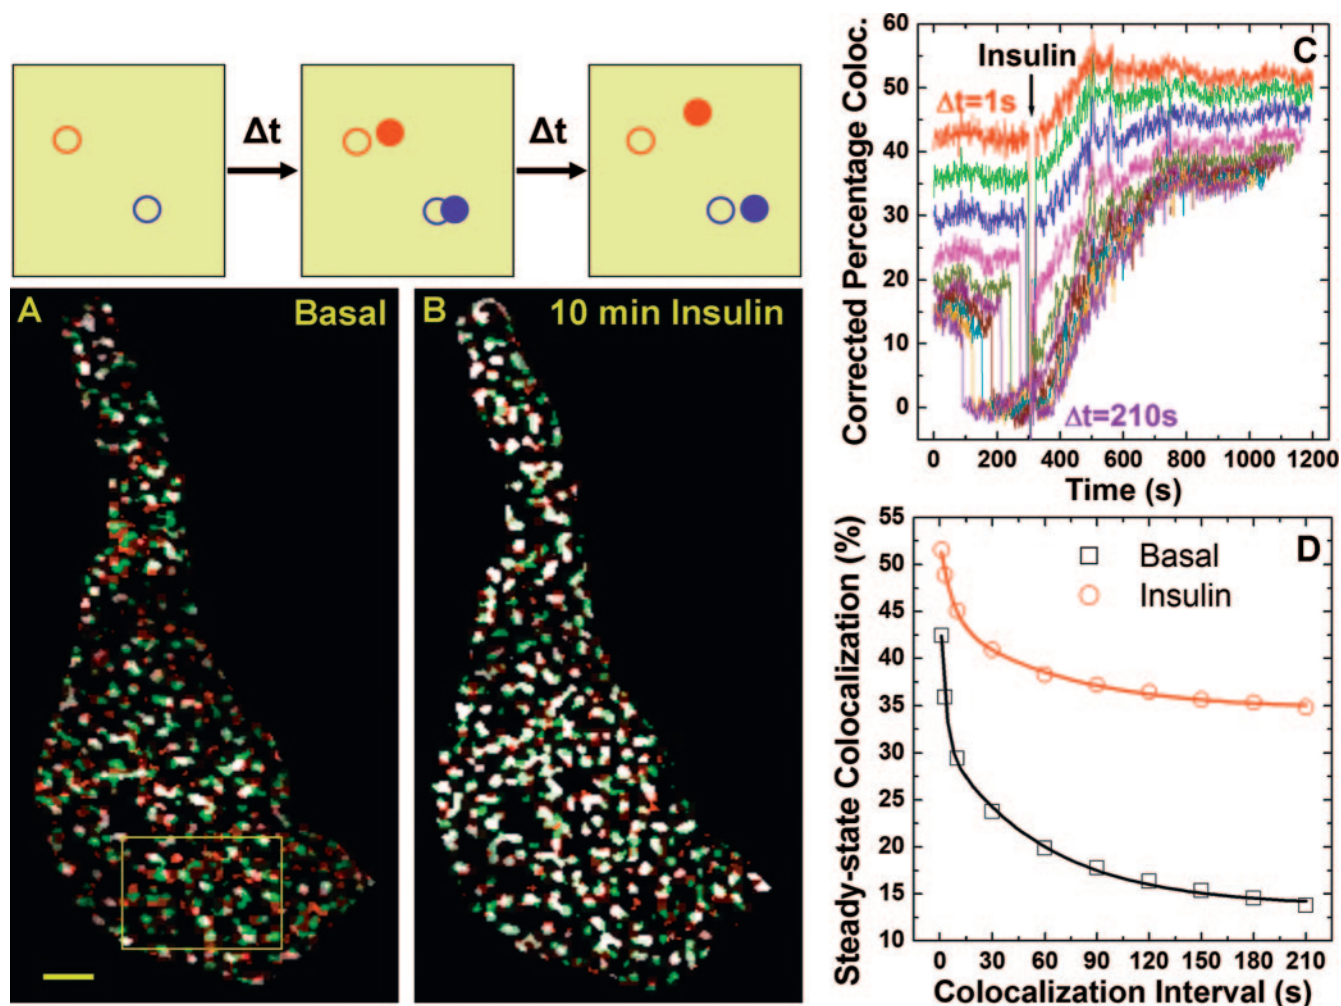 Δt
Δt
A
Basal
B
10 min Insulin
C
Corrected Percentage Coloc.
60
50
40
30
20
10
0
Insulin
Δt=1s
Δt=210s
0 200 400 600 800 1000 1200
Time (s)
D
Steady-state Colocalization (%)
55
50
45
40
35
30
25
20
15
10
Basal
Insulin
0 30 60 90 120 150 180 210
Colocalization Interval (s)